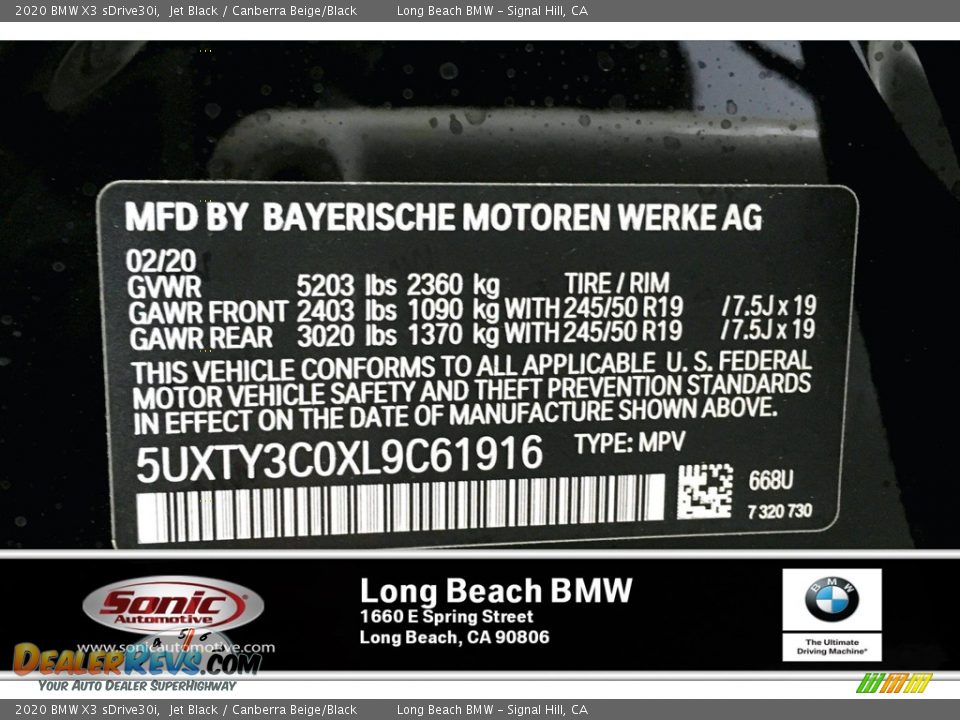 2020 BMW X3 sDrive30i, Jet Black / Canberra Beige/Black Long Beach BMW - Signal Hill, CA
MFD BY BAYERISCHE MOTOREN WERKE AG
02/20
GVWR 5203 lbs 2360 kg TIRE / RIM
GAWR FRONT 2403 lbs 1090 kg WITH 245/50 R19 /7.5J x 19
GAWR REAR 3020 lbs 1370 kg WITH 245/50 R19 /7.5J x 19
THIS VEHICLE CONFORMS TO ALL APPLICABLE U. S. FEDERAL
MOTOR VEHICLE SAFETY AND THEFT PREVENTION STANDARDS
IN EFFECT ON THE DATE OF MANUFACTURE SHOWN ABOVE.
5UXTY3C0XL9C61916 TYPE: MPV
668U
7 320 730
Sonic
Automotive
www.sonicautomotive.com
Long Beach BMW
1660 E Spring Street
Long Beach, CA 90806
BMW
The Ultimate
Driving Machine®
DEALERREVS.COM
YOUR AUTO DEALER SUPERHIGHWAY
2020 BMW X3 sDrive30i, Jet Black / Canberra Beige/Black Long Beach BMW - Signal Hill, CA